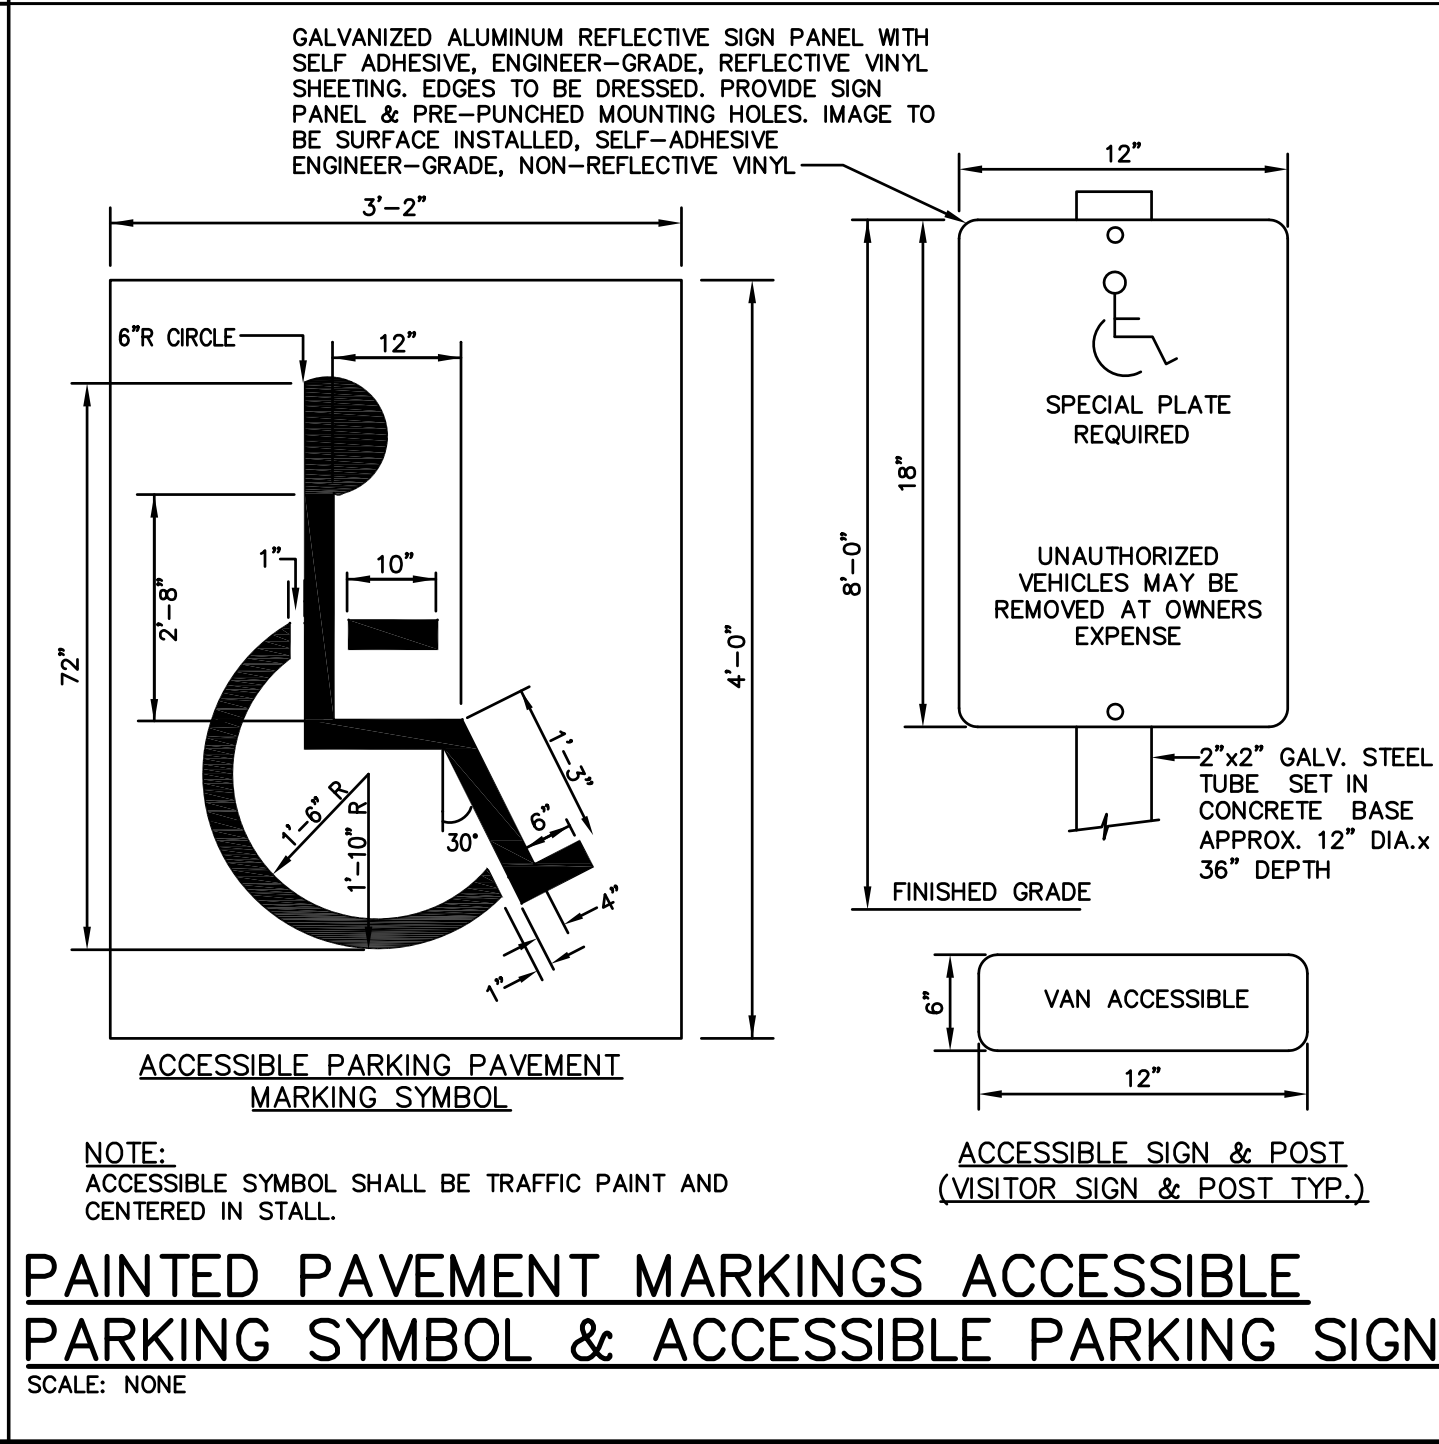 GALVANIZED ALUMINUM REFLECTIVE SIGN PANEL WITH
SELF ADHESIVE, ENGINEER-GRADE, REFLECTIVE VINYL
SHEETING. EDGES TO BE DRESSED. PROVIDE SIGN
PANEL & PRE-PUNCHED MOUNTING HOLES. IMAGE TO
BE SURFACE INSTALLED, SELF-ADHESIVE
ENGINEER-GRADE, NON-REFLECTIVE VINYL
3'-2"
6"R CIRCLE
12"
1"
10"
2'-8"
72"
4'-0"
1'-3"
1'-6" R
1'-10" R
30°
6"
4"
1"
ACCESSIBLE PARKING PAVEMENT
MARKING SYMBOL
NOTE:
ACCESSIBLE SYMBOL SHALL BE TRAFFIC PAINT AND
CENTERED IN STALL.
12"
18"
8'-0"
SPECIAL PLATE
REQUIRED
UNAUTHORIZED
VEHICLES MAY BE
REMOVED AT OWNERS
EXPENSE
2"x2" GALV. STEEL
TUBE SET IN
CONCRETE BASE
APPROX. 12" DIA.x
36" DEPTH
FINISHED GRADE
VAN ACCESSIBLE
6"
12"
ACCESSIBLE SIGN & POST
(VISITOR SIGN & POST TYP.)
PAINTED PAVEMENT MARKINGS ACCESSIBLE
PARKING SYMBOL & ACCESSIBLE PARKING SIGN
SCALE: NONE